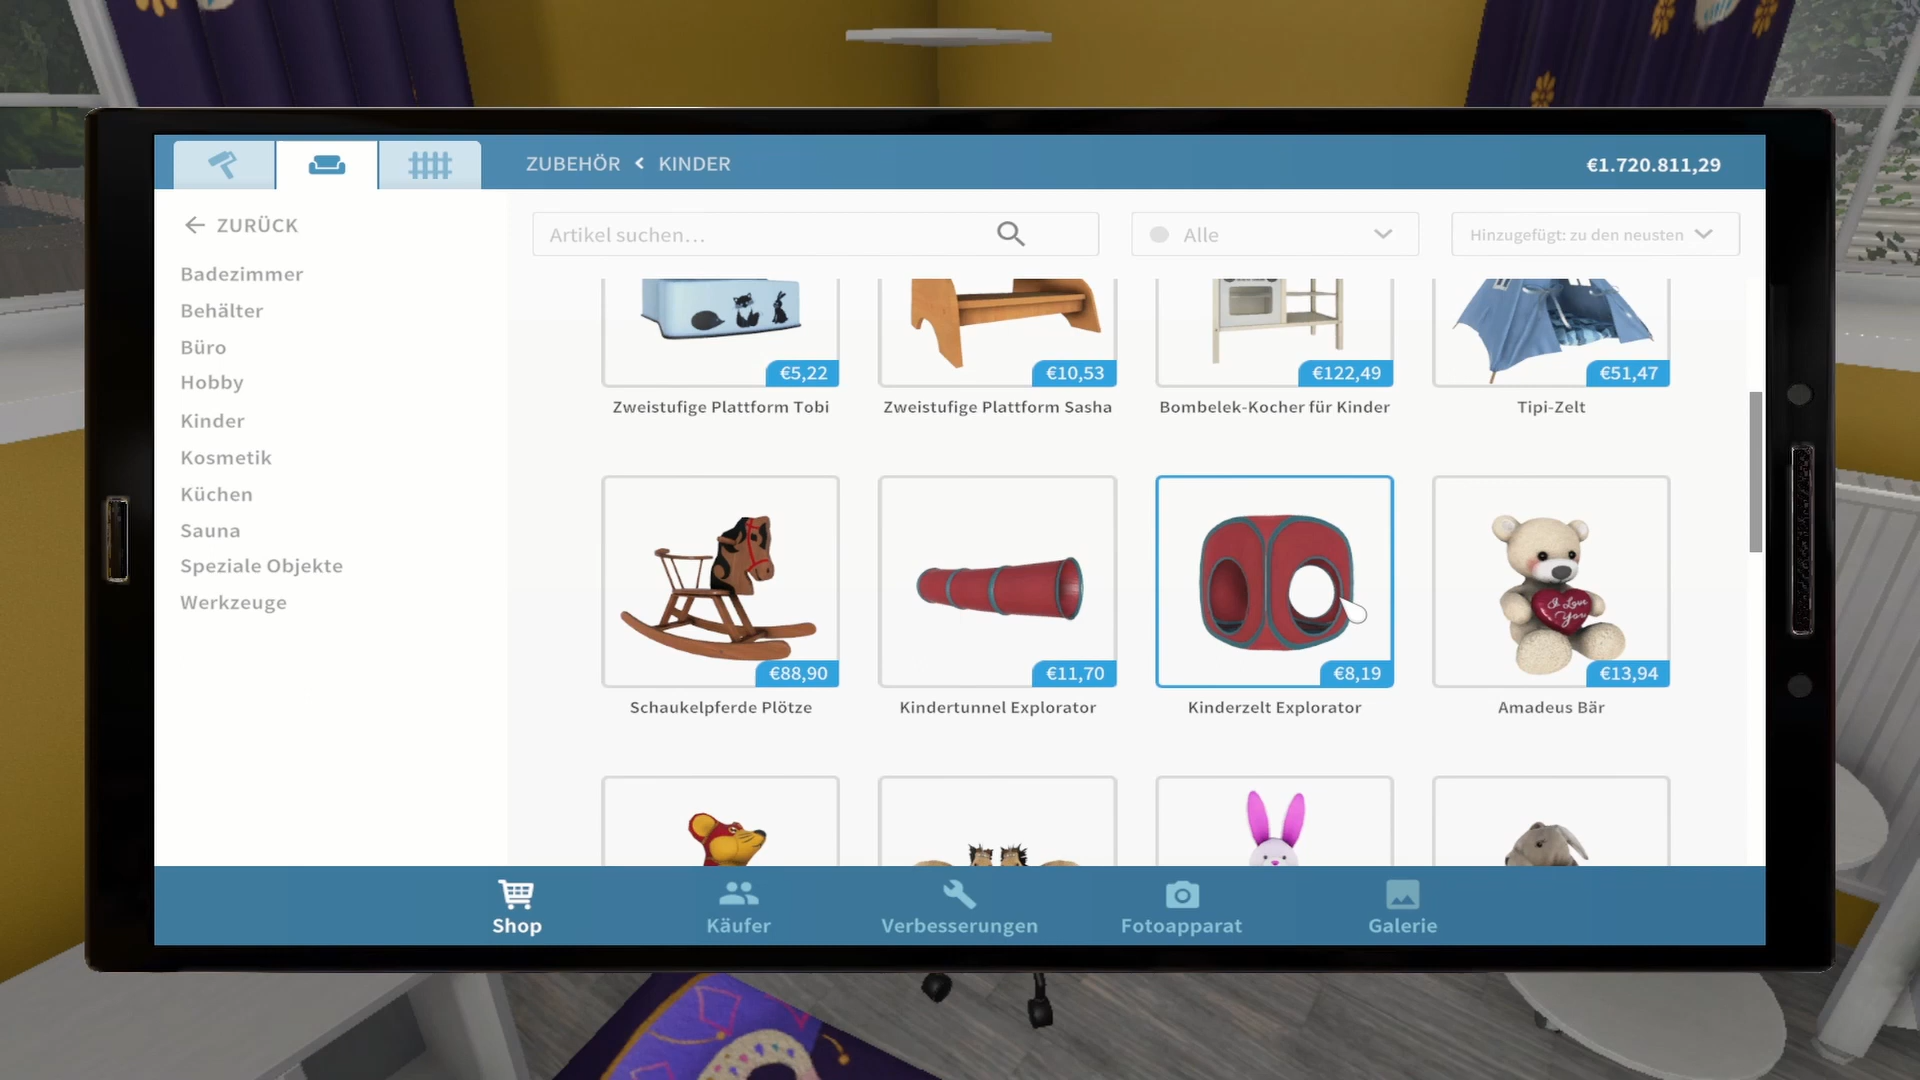 ZUBEHÖR < KINDER
€1.720.811,29
ZURÜCK
Artikel suchen...
Alle
Hinzugefügt: zu den neusten
Badezimmer
Behälter
Büro
Hobby
Kinder
Kosmetik
Küchen
Sauna
Speziale Objekte
Werkzeuge
€5,22
€10,53
€122,49
€51,47
Zweistufige Plattform Tobi
Zweistufige Plattform Sasha
Bombelek-Kocher für Kinder
Tipi-Zelt
I Love
You
€88,90
€11,70
€8,19
€13,94
Schaukelpferde Plötze
Kindertunnel Explorator
Kinderzelt Explorator
Amadeus Bär
Shop
Käufer
Verbesserungen
Fotoapparat
Galerie